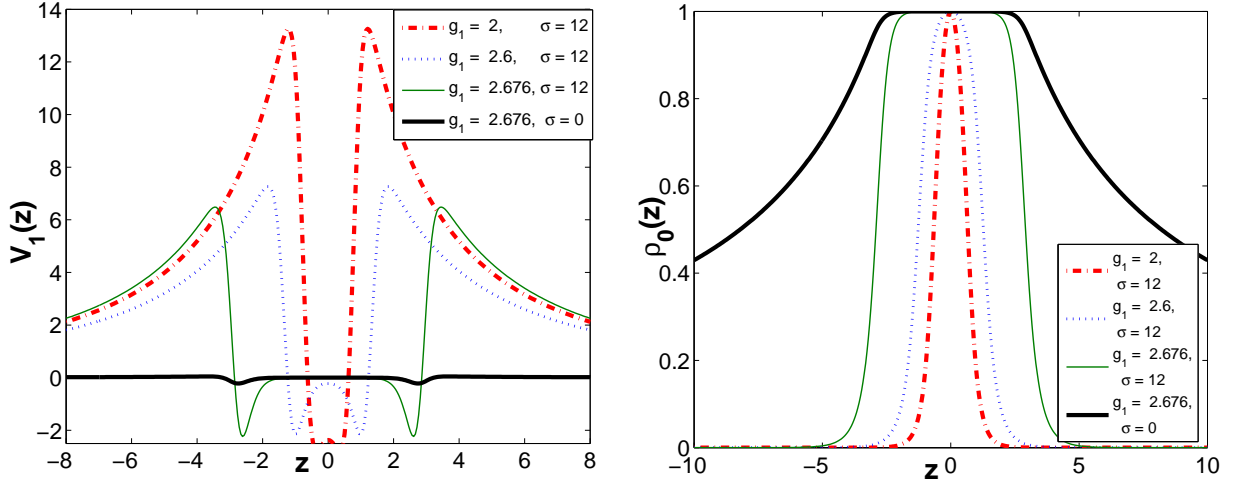 14
12
10
8
6
4
2
0
−2
−8 −6 −4 −2 0 2 4 6 8
z
V1(z)
g1 = 2, σ = 12
g1 = 2.6, σ = 12
g1 = 2.676, σ = 12
g1 = 2.676, σ = 0
1
0.8
0.6
0.4
0.2
0
−10 −5 0 5 10
z
ρ0(z)
g1 = 2,
σ = 12
g1 = 2.6,
σ = 12
g1 = 2.676,
σ = 12
g1 = 2.676,
σ = 0